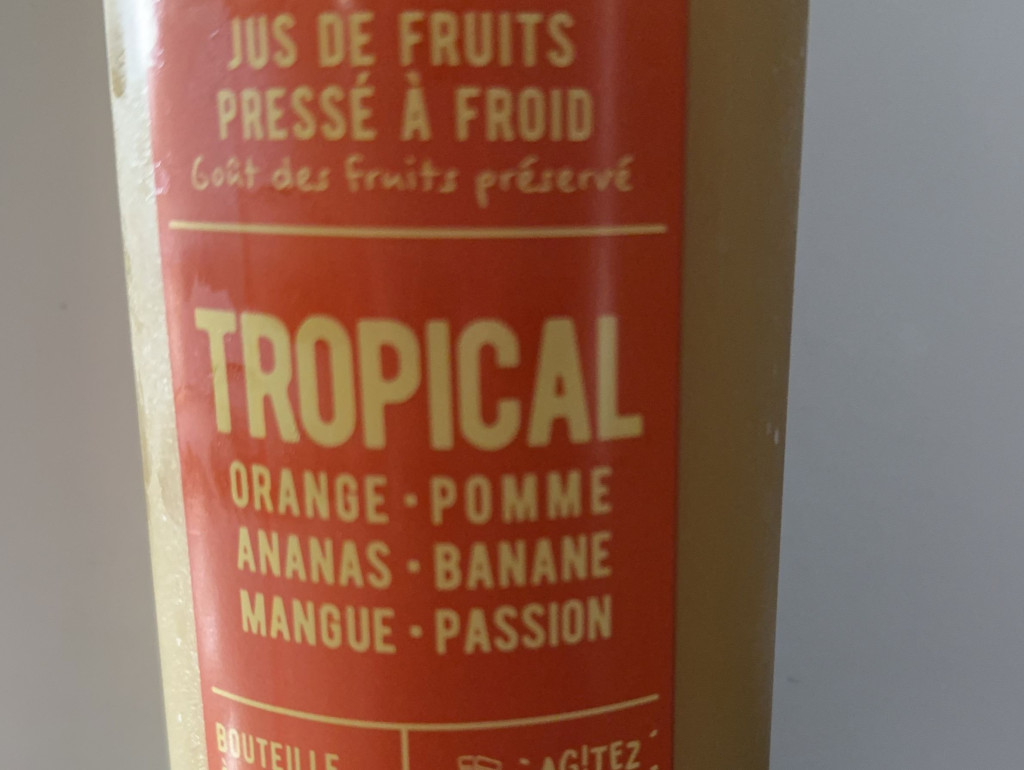 JUS DE FRUITS
PRESSÉ À FROID
Goût des fruits préservé
TROPICAL
ORANGE · POMME
ANANAS · BANANE
MANGUE · PASSION
BOUTEILLE
AGITEZ